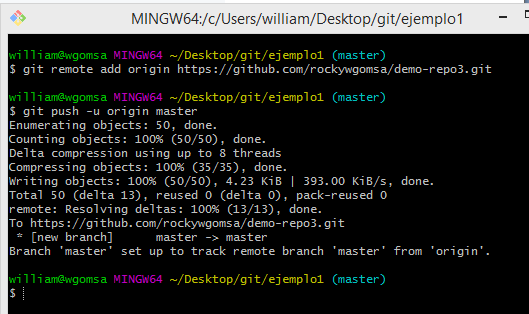 MINGW64:/c/Users/william/Desktop/git/ejemplo1
william@wgomsa MINGW64 ~/Desktop/git/ejemplo1 (master)
$ git remote add origin https://github.com/rockywgomsa/demo-repo3.git
william@wgomsa MINGW64 ~/Desktop/git/ejemplo1 (master)
$ git push -u origin master
Enumerating objects: 50, done.
Counting objects: 100% (50/50), done.
Delta compression using up to 8 threads
Compressing objects: 100% (35/35), done.
Writing objects: 100% (50/50), 4.23 KiB | 393.00 KiB/s, done.
Total 50 (delta 13), reused 0 (delta 0), pack-reused 0
remote: Resolving deltas: 100% (13/13), done.
To https://github.com/rockywgomsa/demo-repo3.git
 * [new branch]      master -> master
Branch 'master' set up to track remote branch 'master' from 'origin'.
william@wgomsa MINGW64 ~/Desktop/git/ejemplo1 (master)
$